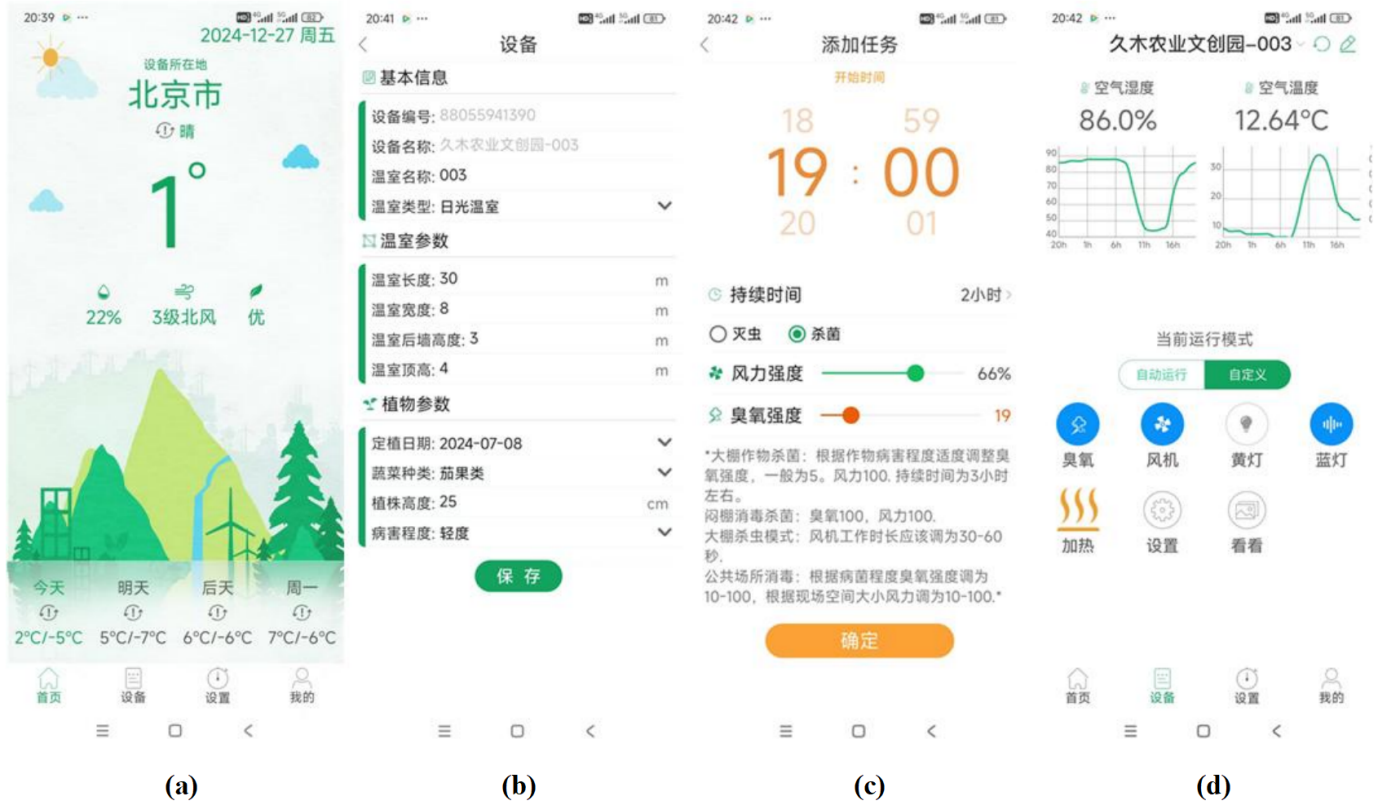 20:39
HD 4G 5G 82
2024-12-27 周五
设备所在地
北京市
晴
1°
22%
3级北风
优
今天
明天
后天
周一
2°C/-5°C
5°C/-7°C
6°C/-6°C
7°C/-6°C
首页
设备
设置
我的
(a)
20:41
HD 4G 5G 81
设备
基本信息
设备编号: 88055941390
设备名称: 久木农业文创园-003
温室名称: 003
温室类型: 日光温室
温室参数
温室长度: 30 m
温室宽度: 8 m
温室后墙高度: 3 m
温室顶高: 4 m
植物参数
定植日期: 2024-07-08
蔬菜种类: 茄果类
植株高度: 25 cm
病害程度: 轻度
保 存
(b)
20:42
HD 4G 5G 81
添加任务
开始时间
18 59
19 : 00
20 01
持续时间 2小时
灭虫 杀菌
风力强度 66%
臭氧强度 19
*大棚作物杀菌：根据作物病害程度适度调整臭
氧强度，一般为5。风力100. 持续时间为3小时
左右。
闷棚消毒杀菌：臭氧100，风力100.
大棚杀虫模式：风机工作时长应该调为30-60
秒.
公共场所消毒：根据病菌程度臭氧强度调为
10-100，根据现场空间大小风力调为10-100.*
确定
(c)
20:42
HD 4G 5G 81
久木农业文创园-003
空气湿度
86.0%
90
80
70
60
50
40
20h 1h 6h 11h 16h
空气温度
12.64°C
30
20
10
20h 1h 6h 11h 16h
当前运行模式
自动运行 自定义
臭氧 风机 黄灯 蓝灯
加热 设置 看看
首页 设备 设置 我的
(d)